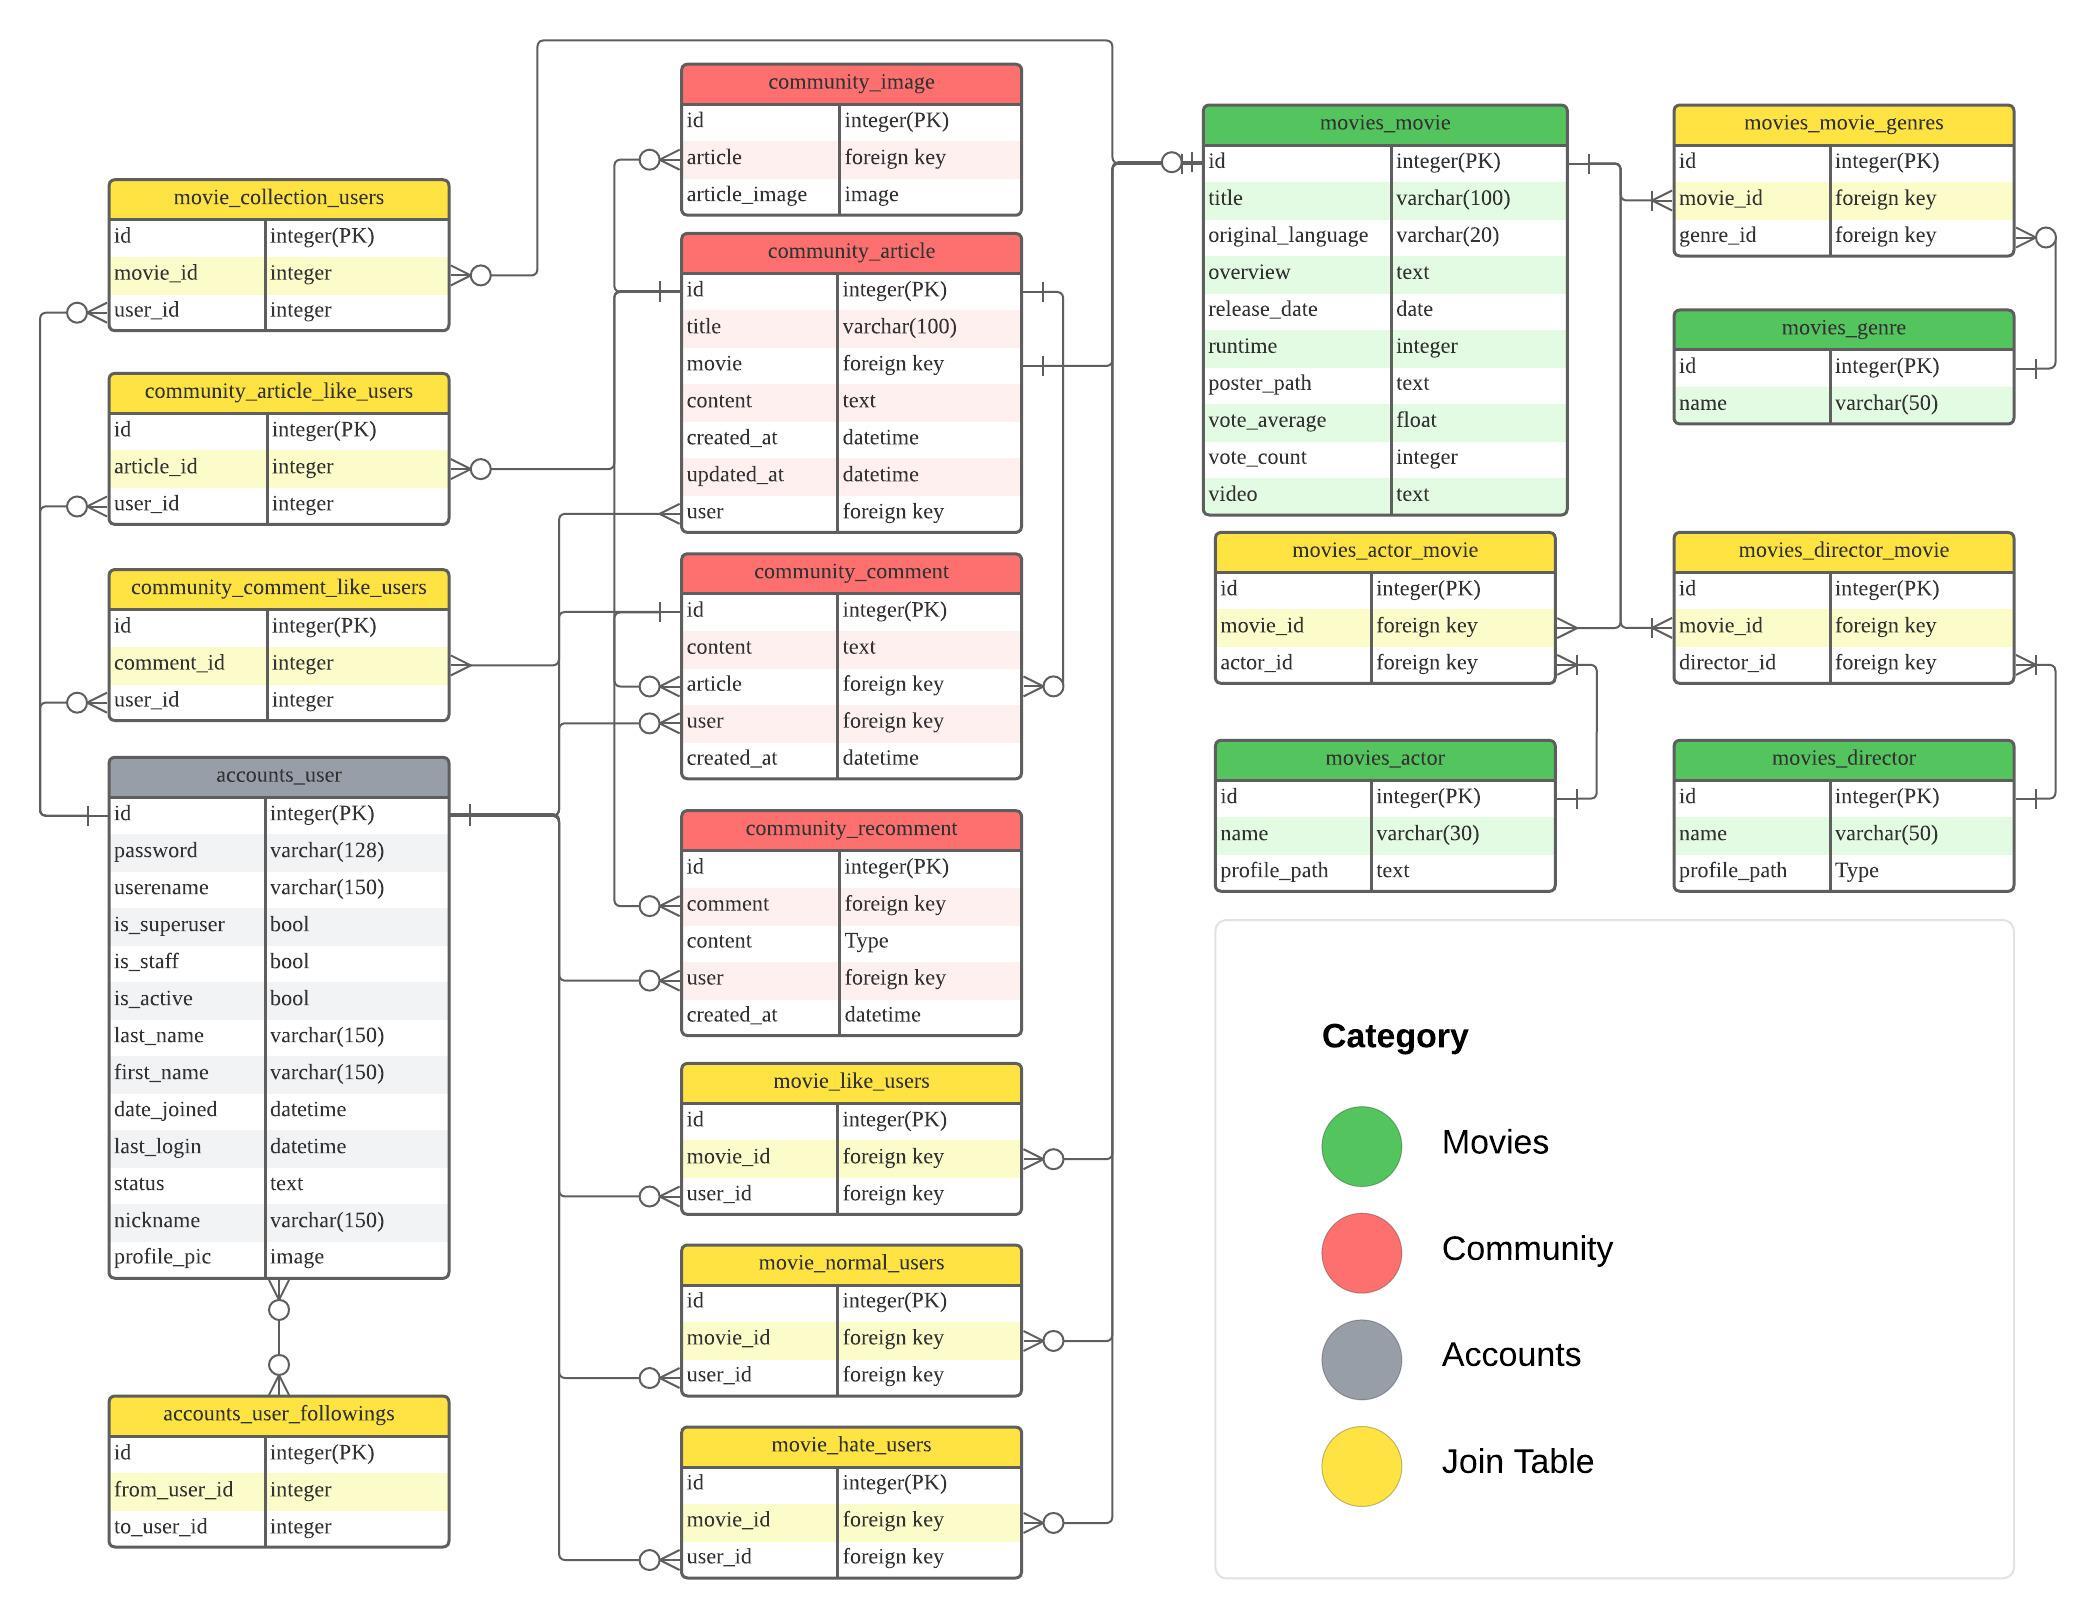 movie_collection_users
id integer(PK)
movie_id integer
user_id integer
community_article_like_users
id integer(PK)
article_id integer
user_id integer
community_comment_like_users
id integer(PK)
comment_id integer
user_id integer
accounts_user
id integer(PK)
password varchar(128)
userename varchar(150)
is_superuser bool
is_staff bool
is_active bool
last_name varchar(150)
first_name varchar(150)
date_joined datetime
last_login datetime
status text
nickname varchar(150)
profile_pic image
accounts_user_followings
id integer(PK)
from_user_id integer
to_user_id integer
community_image
id integer(PK)
article foreign key
article_image image
community_article
id integer(PK)
title varchar(100)
movie foreign key
content text
created_at datetime
updated_at datetime
user foreign key
community_comment
id integer(PK)
content text
article foreign key
user foreign key
created_at datetime
community_recomment
id integer(PK)
comment foreign key
content Type
user foreign key
created_at datetime
movie_like_users
id integer(PK)
movie_id foreign key
user_id foreign key
movie_normal_users
id integer(PK)
movie_id foreign key
user_id foreign key
movie_hate_users
id integer(PK)
movie_id foreign key
user_id foreign key
movies_movie
id integer(PK)
title varchar(100)
original_language varchar(20)
overview text
release_date date
runtime integer
poster_path text
vote_average float
vote_count integer
video text
movies_actor_movie
id integer(PK)
movie_id foreign key
actor_id foreign key
movies_actor
id integer(PK)
name varchar(30)
profile_path text
movies_movie_genres
id integer(PK)
movie_id foreign key
genre_id foreign key
movies_genre
id integer(PK)
name varchar(50)
movies_director_movie
id integer(PK)
movie_id foreign key
director_id foreign key
movies_director
id integer(PK)
name varchar(50)
profile_path Type
Category
Movies
Community
Accounts
Join Table